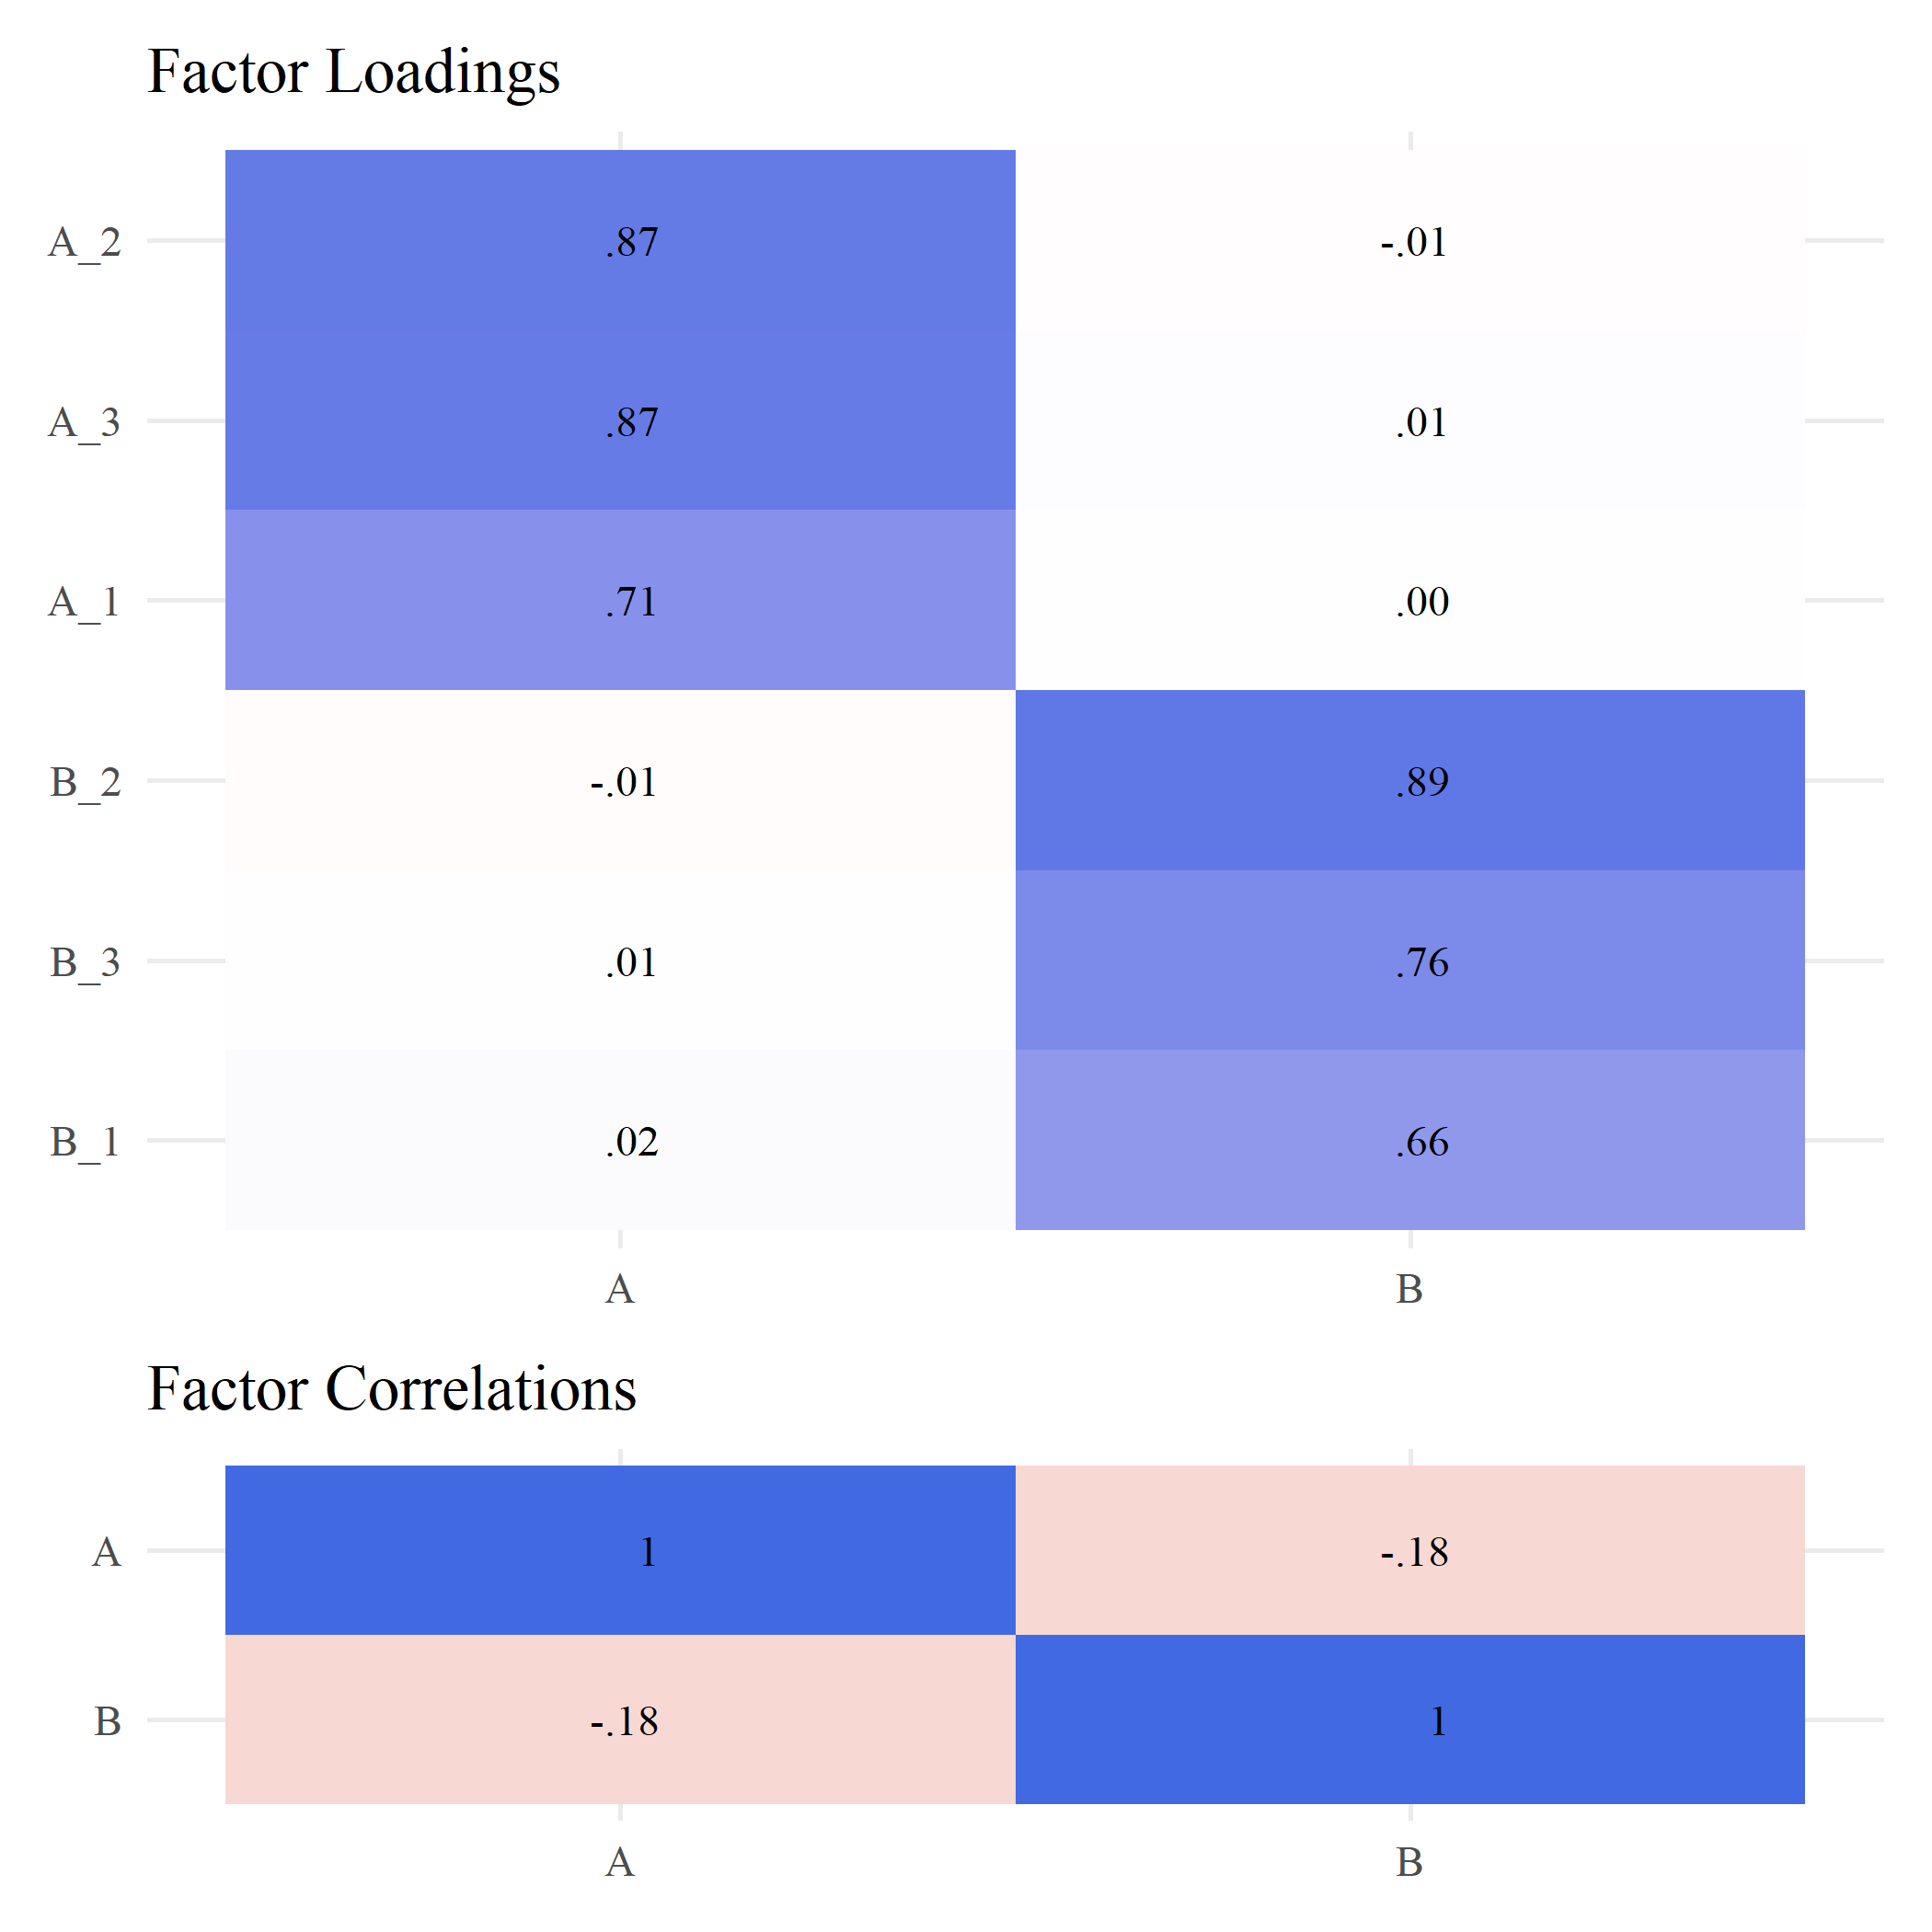 Factor Loadings
A_2 .87 -.01
A_3 .87 .01
A_1 .71 .00
B_2 -.01 .89
B_3 .01 .76
B_1 .02 .66
A B
Factor Correlations
A 1 -.18
B -.18 1
A B